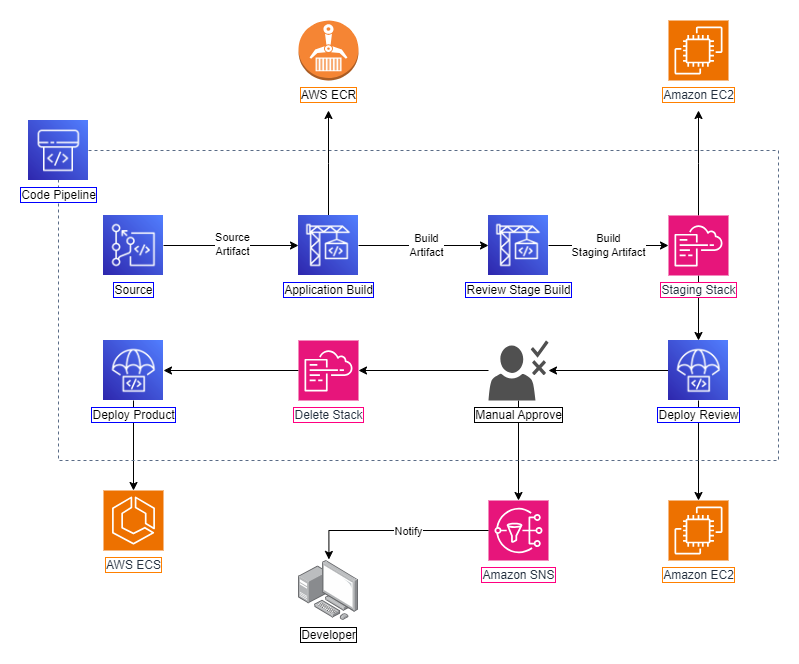 AWS ECR
Amazon EC2
Code Pipeline
Source
Artifact
Build
Artifact
Build
Staging Artifact
Source
Application Build
Review Stage Build
Staging Stack
Deploy Product
Delete Stack
Manual Approve
Deploy Review
Notify
AWS ECS
Amazon SNS
Amazon EC2
Developer